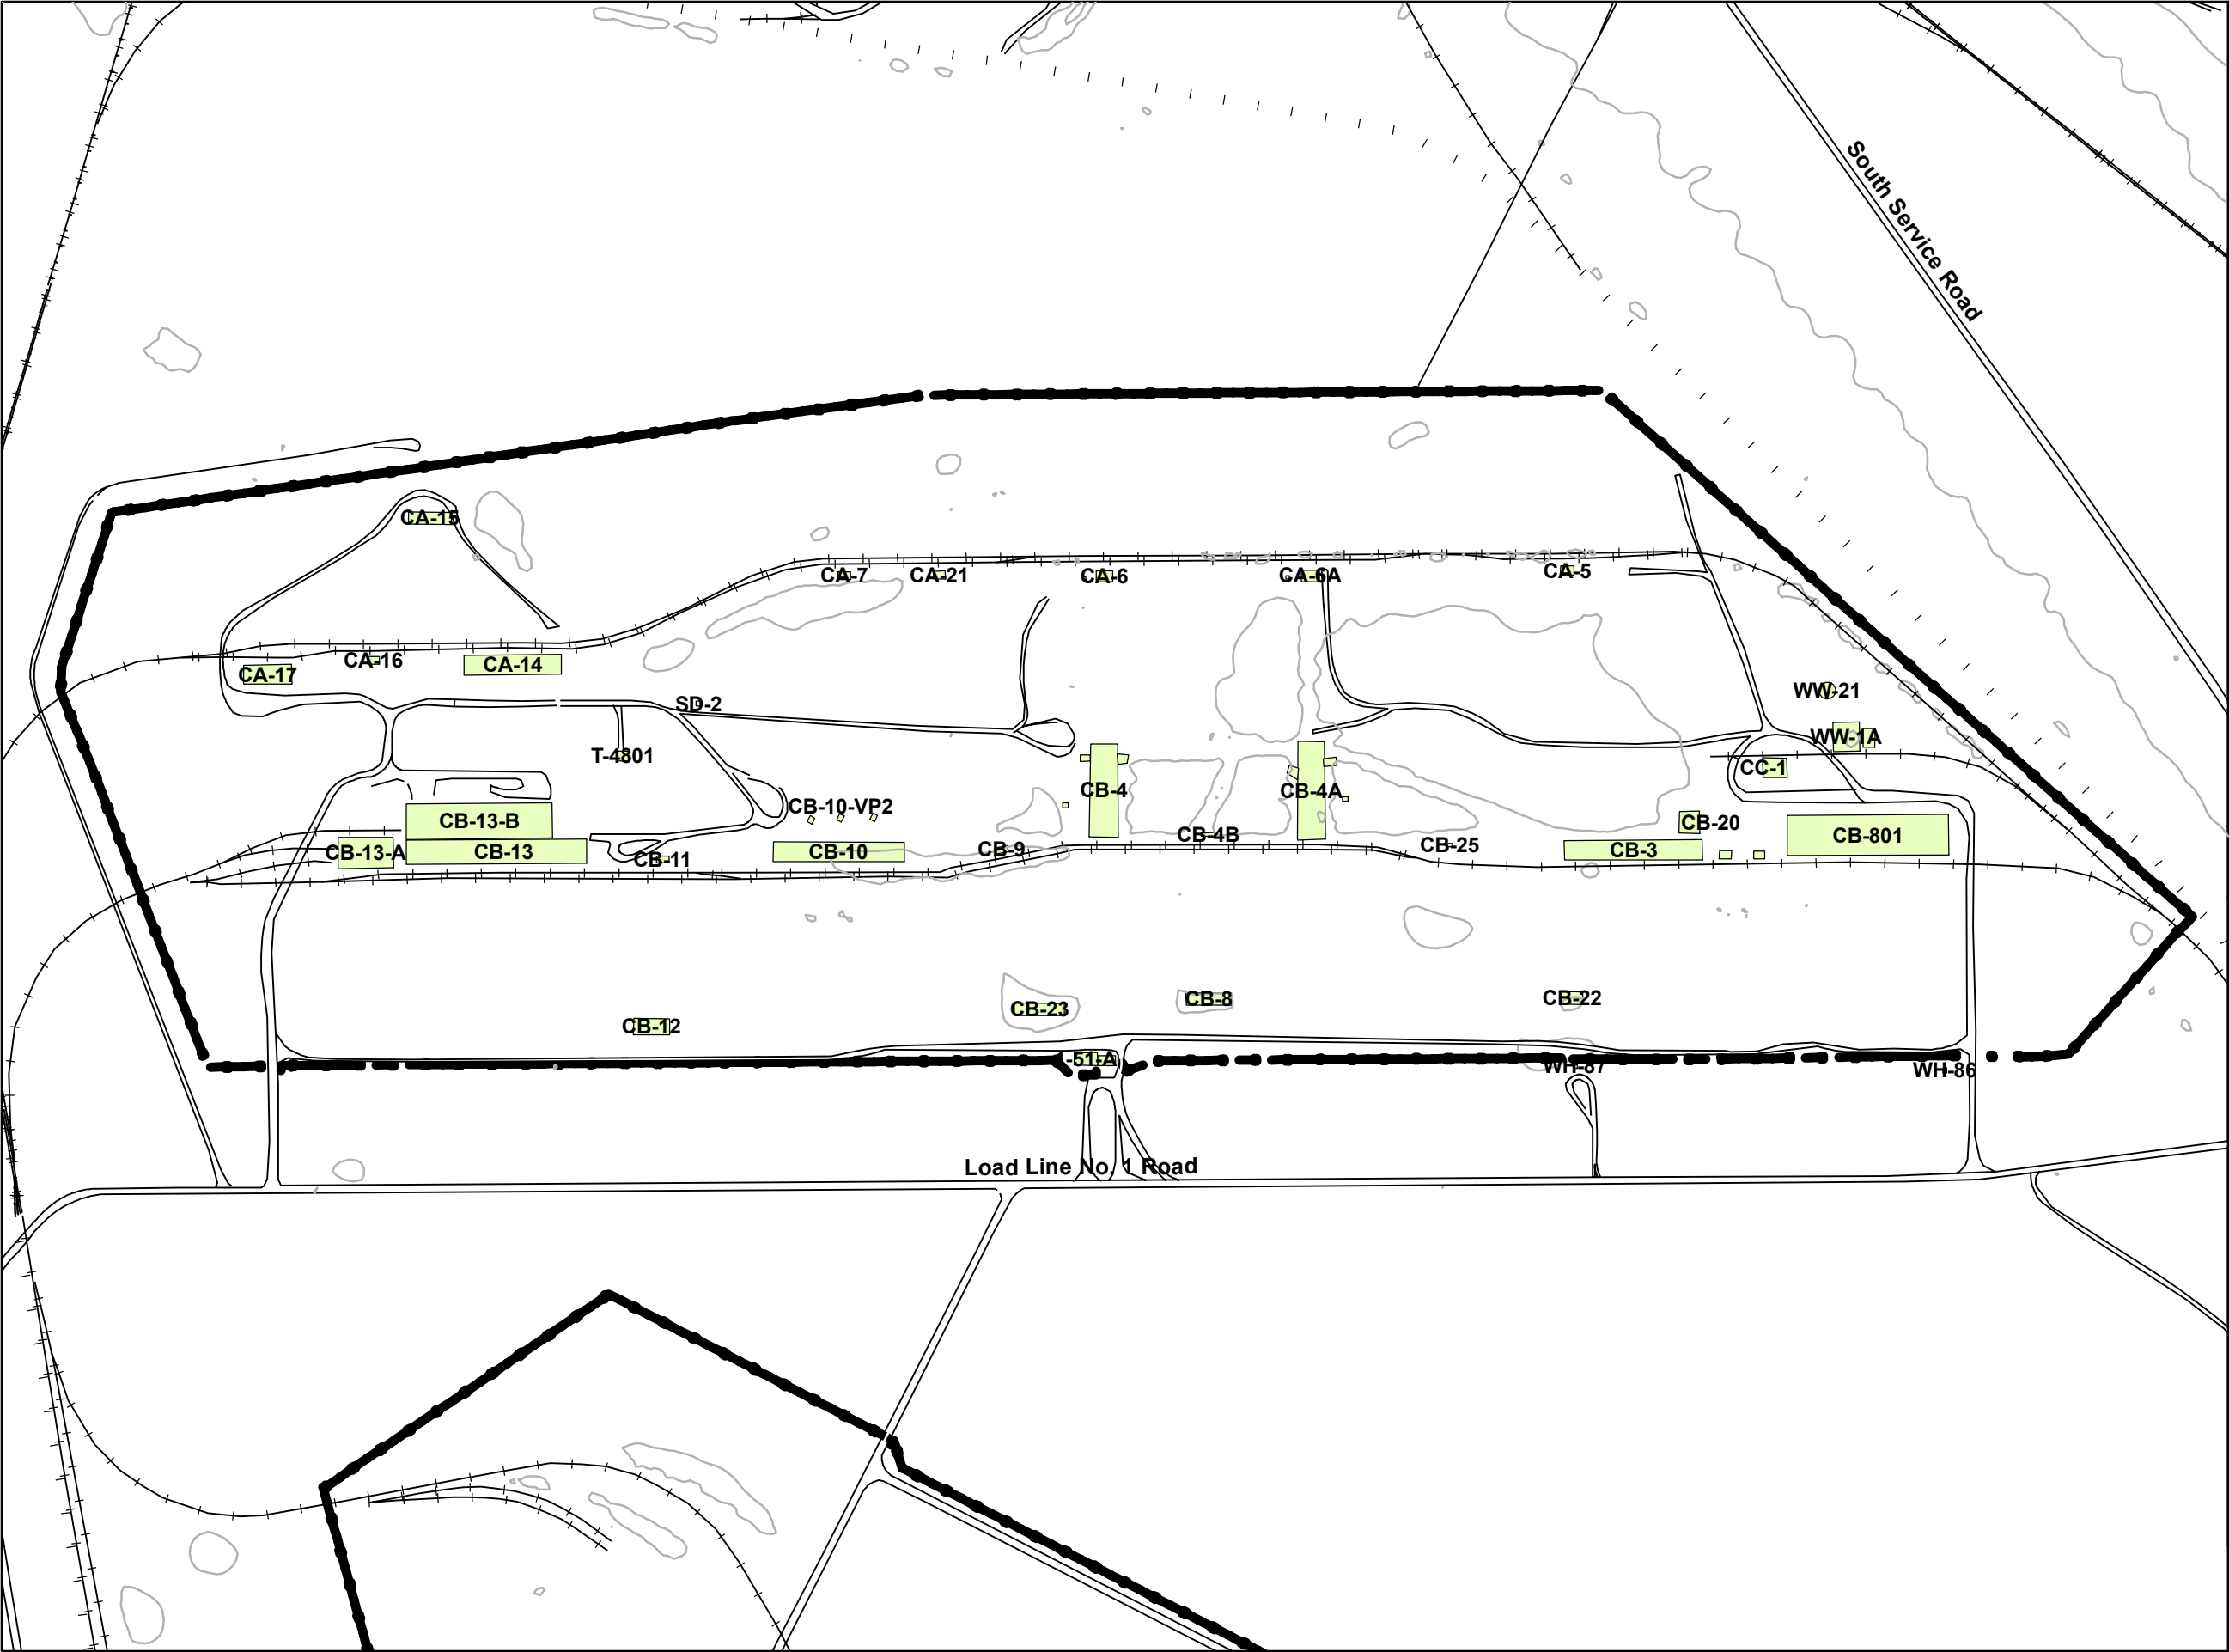 South Service Road
CA-15
CA-7
CA-21
CA-6
CA-6A
CA-5
CA-17
CA-16
CA-14
SD-2
WW-21
T-4801
WW-1A
CC-1
CB-4
CB-4A
CB-10-VP2
CB-13-B
CB-4B
CB-20
CB-801
CB-13-A
CB-13
CB-11
CB-10
CB-9
CB-25
CB-3
CB-12
CB-23
CB-8
CB-22
1-51-A
WH-87
WH-86
Load Line No. 1 Road